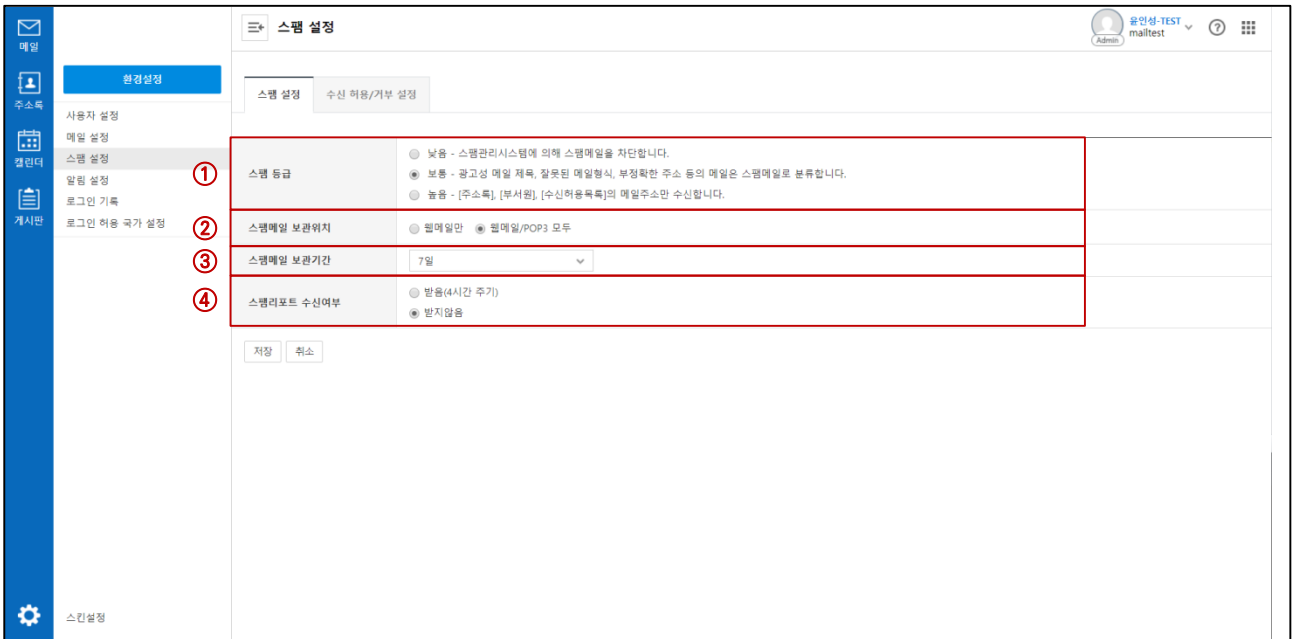 메일
주소록
캘린더
게시판
환경설정
사용자 설정
메일 설정
스팸 설정
알림 설정
로그인 기록
로그인 허용 국가 설정
스킨설정
스팸 설정
Admin
윤인성-TEST
mailtest
스팸 설정
수신 허용/거부 설정
①
스팸 등급
낮음 - 스팸관리시스템에 의해 스팸메일을 차단합니다.
보통 - 광고성 메일 제목, 잘못된 메일형식, 부정확한 주소 등의 메일은 스팸메일로 분류합니다.
높음 - [주소록], [부서원], [수신허용목록]의 메일주소만 수신합니다.
②
스팸메일 보관위치
웹메일만 웹메일/POP3 모두
③
스팸메일 보관기간
7일
④
스팸리포트 수신여부
받음(4시간 주기)
받지않음
저장 취소